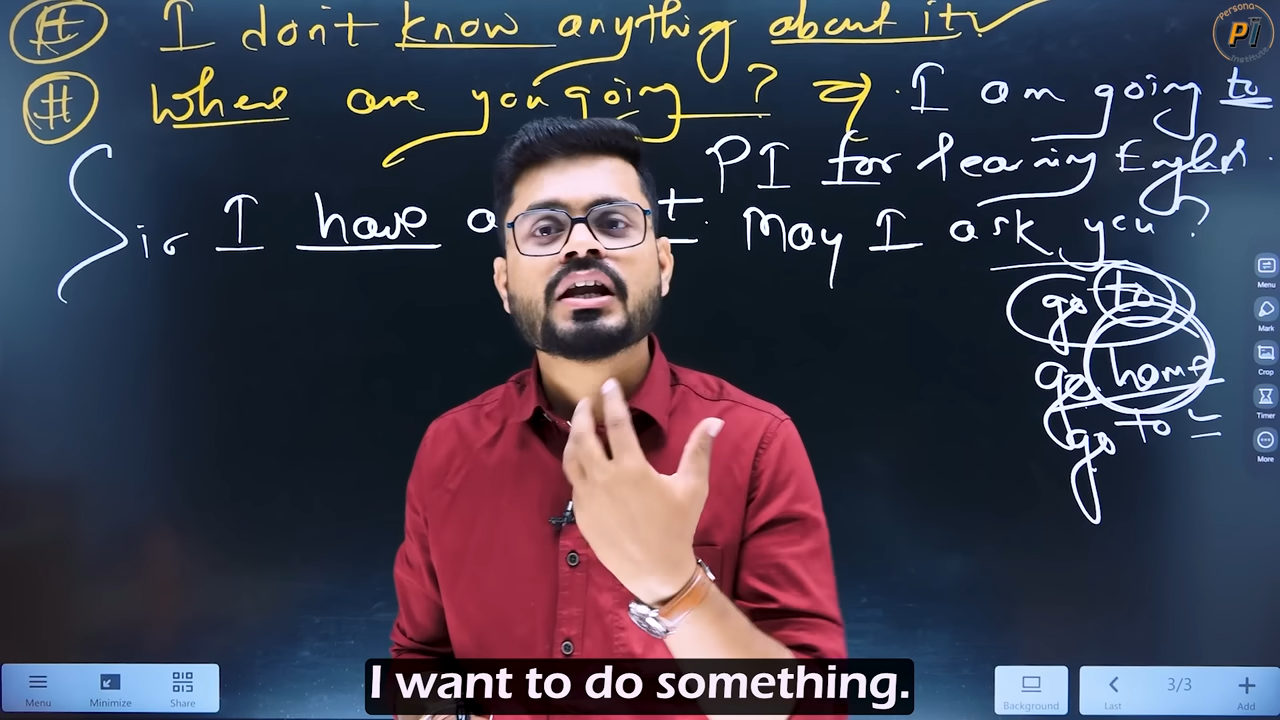 # I don't know anything about it.
# Where are you going ? ⇒ I am going to
PI for learning English.
Sir I have a t. May I ask you ?
go to
go home
go to
Persona
PI
Institute
Menu
Mark
Crop
Timer
More
I want to do something.
Menu Minimize Share Background Last 3/3 Add